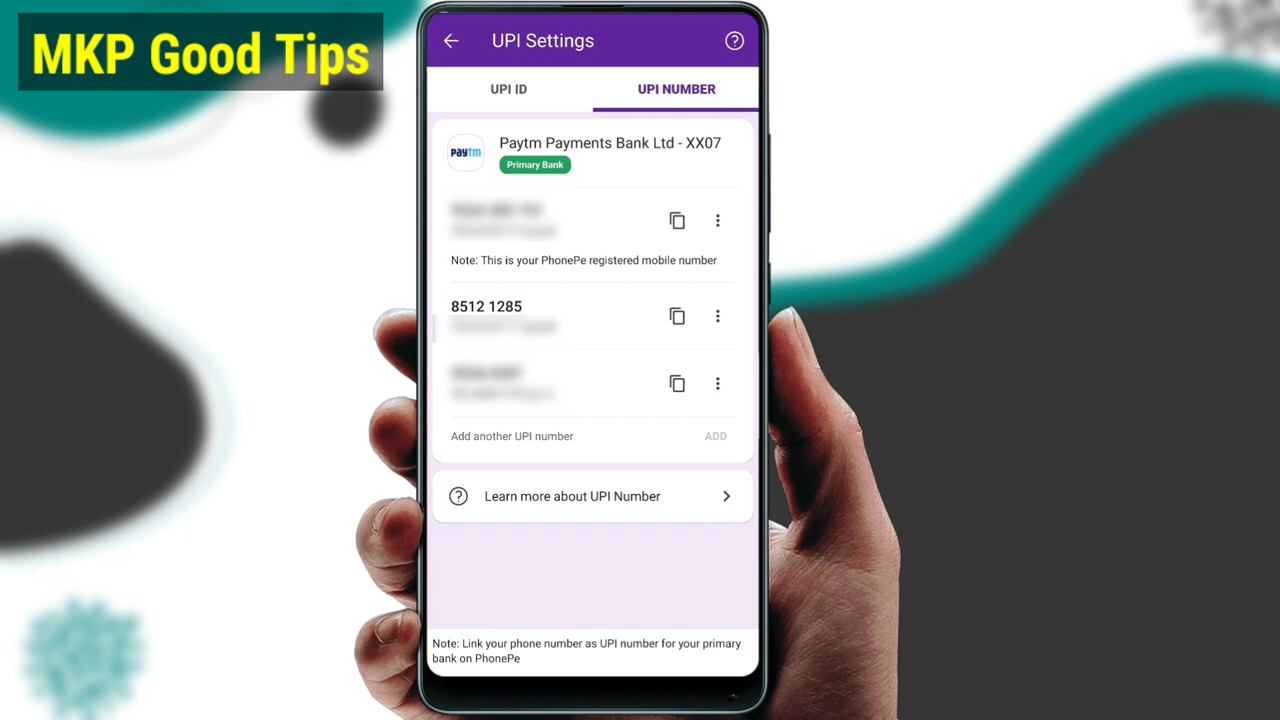 MKP Good Tips
UPI Settings
UPI ID
UPI NUMBER
Paytm Payments Bank Ltd - XX07
paytm
Primary Bank
Note: This is your PhonePe registered mobile number
8512 1285
Add another UPI number
ADD
Learn more about UPI Number
Note: Link your phone number as UPI number for your primary
bank on PhonePe